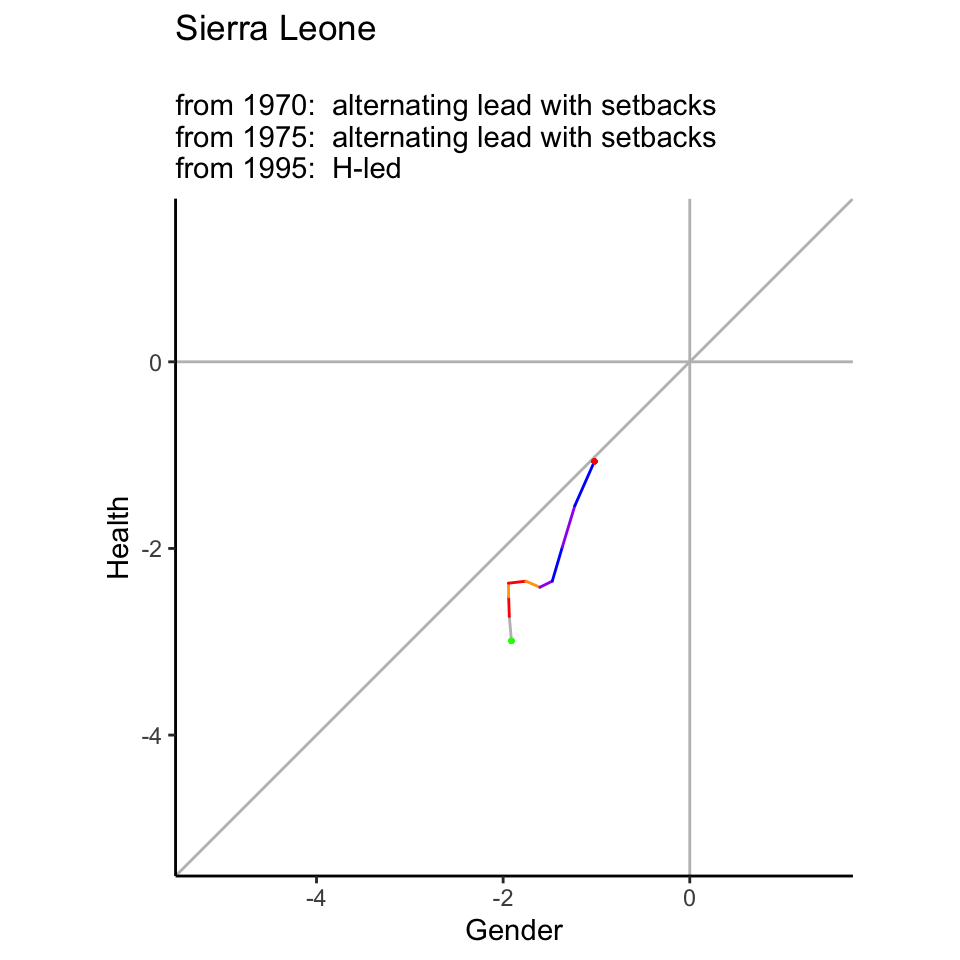 Sierra Leone
from 1970:  alternating lead with setbacks
from 1975:  alternating lead with setbacks
from 1995:  H-led
0
-2
-4
Health
-4
-2
0
Gender